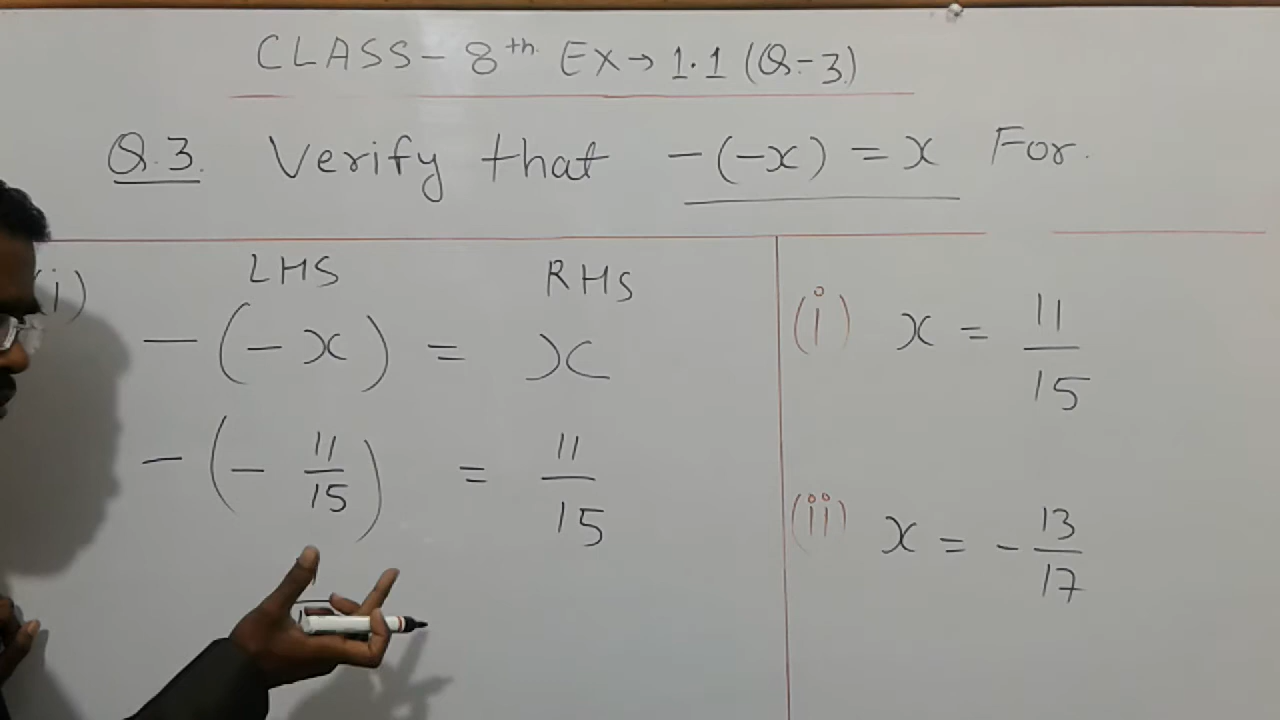 CLASS - 8th EX → 1.1 (Q-3)
Q.3. Verify that -(-x) = x For.
(i) LHS RHS
-(-x) = x
-(-11/15) = 11/15
(i) x = 11/15
(ii) x = -13/17